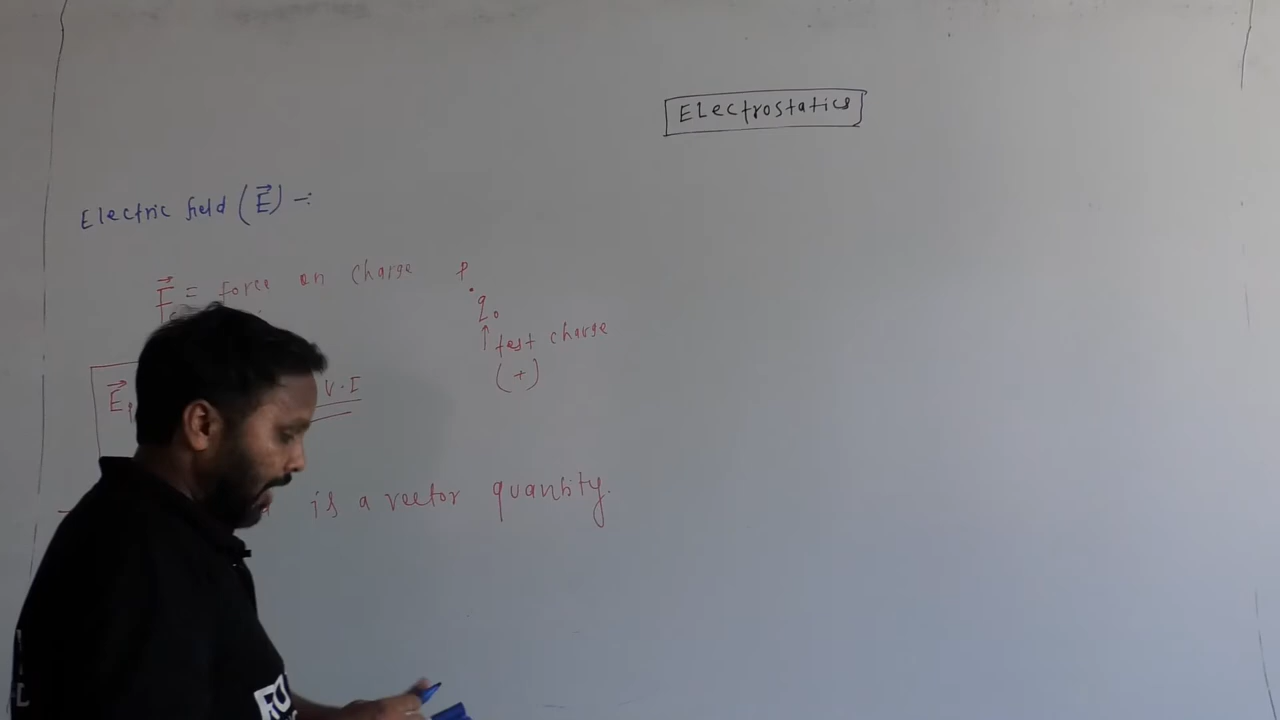 Electrostatics
Electric field (E⃗) -:
F⃗ = force on charge
P
q₀
↑ test charge
(+)
E⃗ V.I
is a vector quantity.